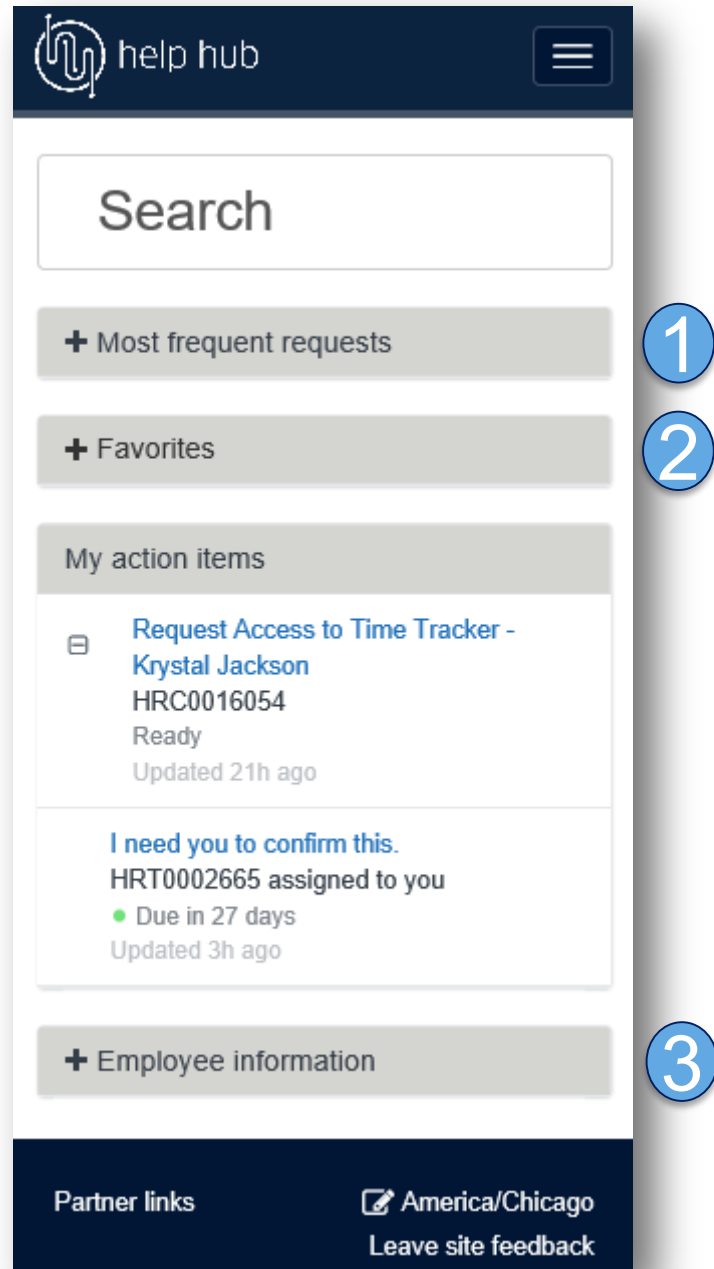 help hub
Search
+ Most frequent requests
1
+ Favorites
2
My action items
Request Access to Time Tracker -
Krystal Jackson
HRC0016054
Ready
Updated 21h ago
I need you to confirm this.
HRT0002665 assigned to you
Due in 27 days
Updated 3h ago
+ Employee information
3
Partner links
America/Chicago
Leave site feedback